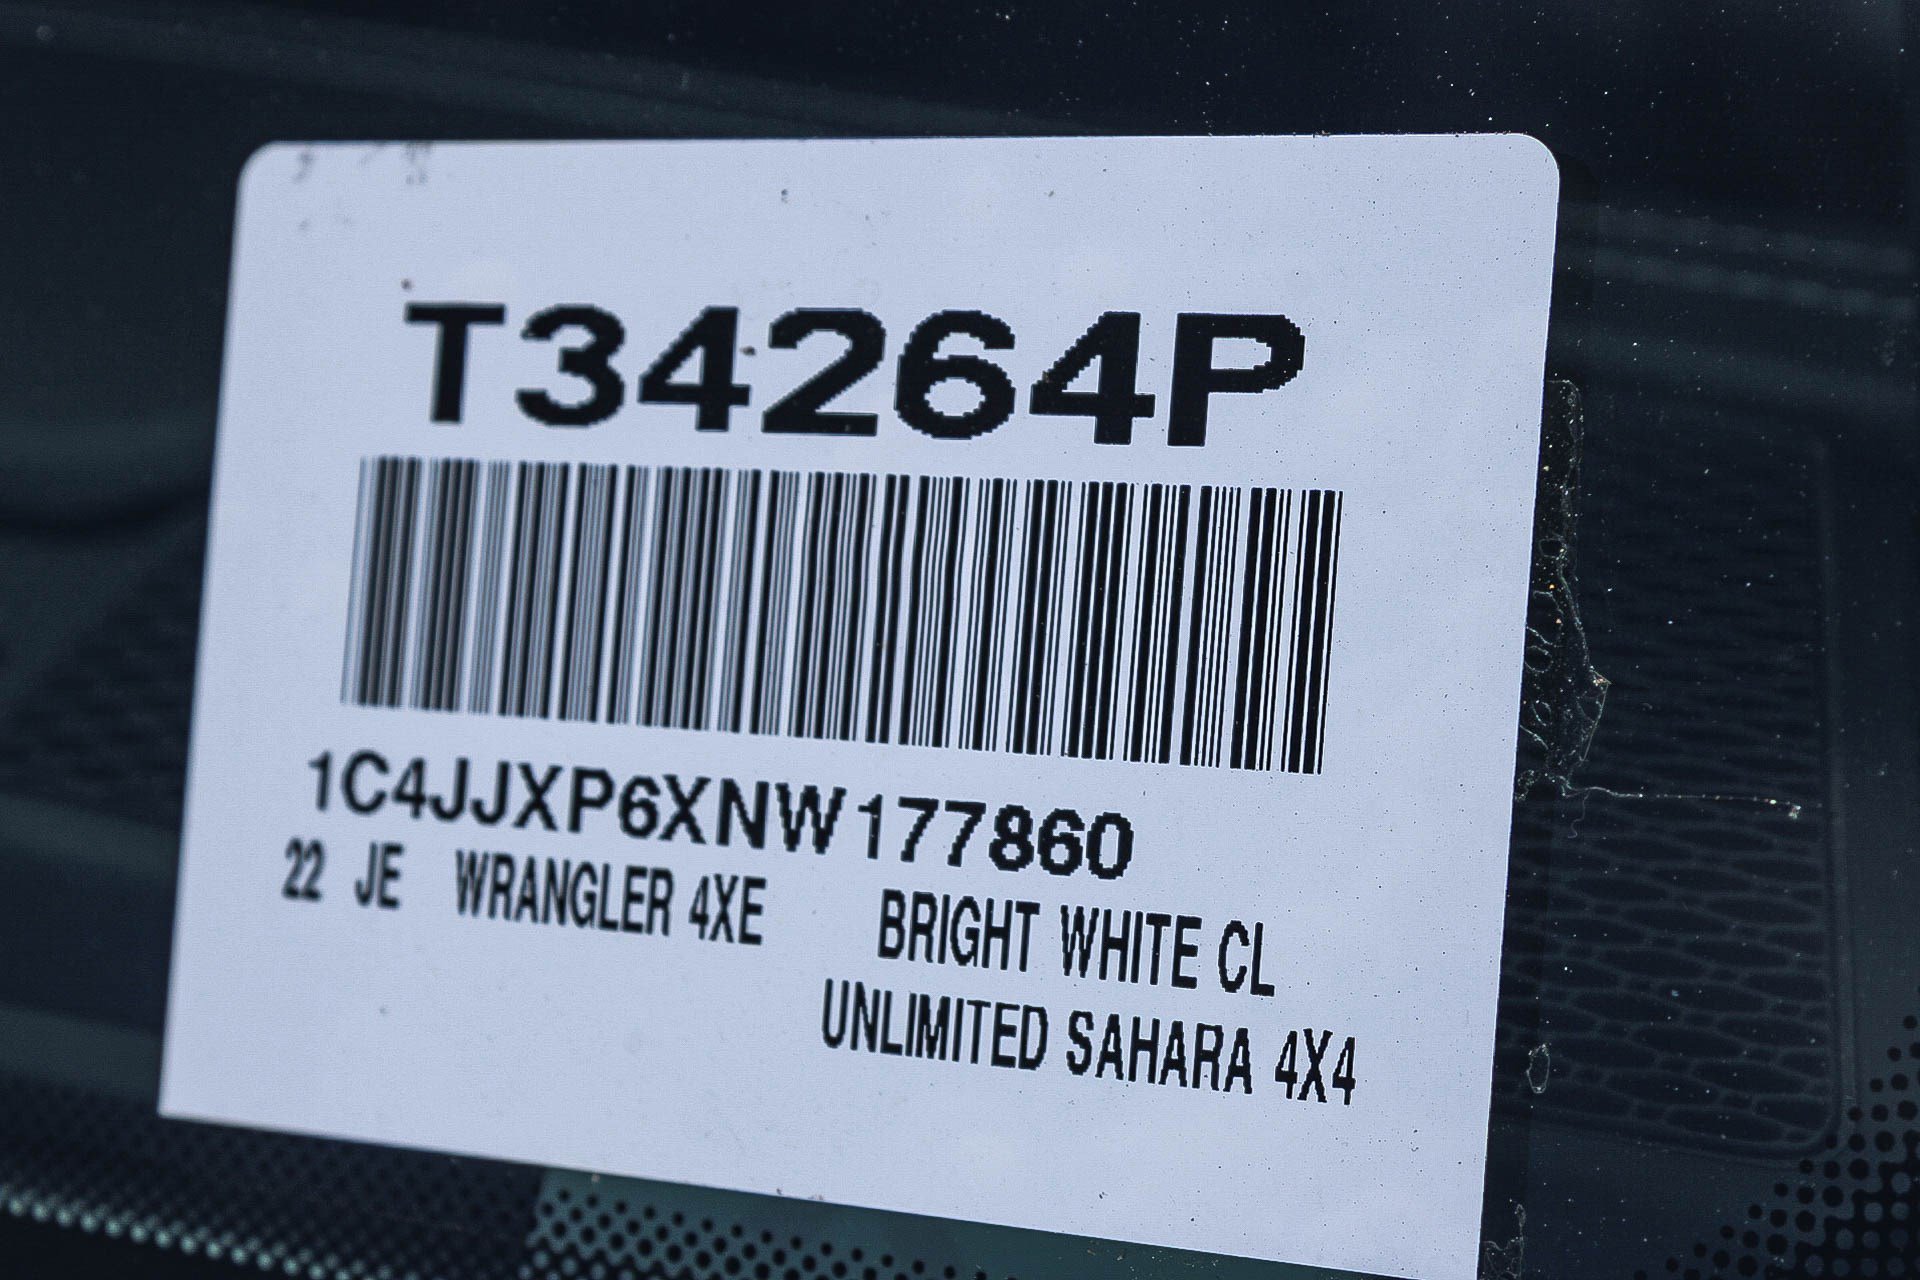 T34264P
1C4JJXP6XNW177860
22 JE WRANGLER 4XE BRIGHT WHITE CL
UNLIMITED SAHARA 4X4